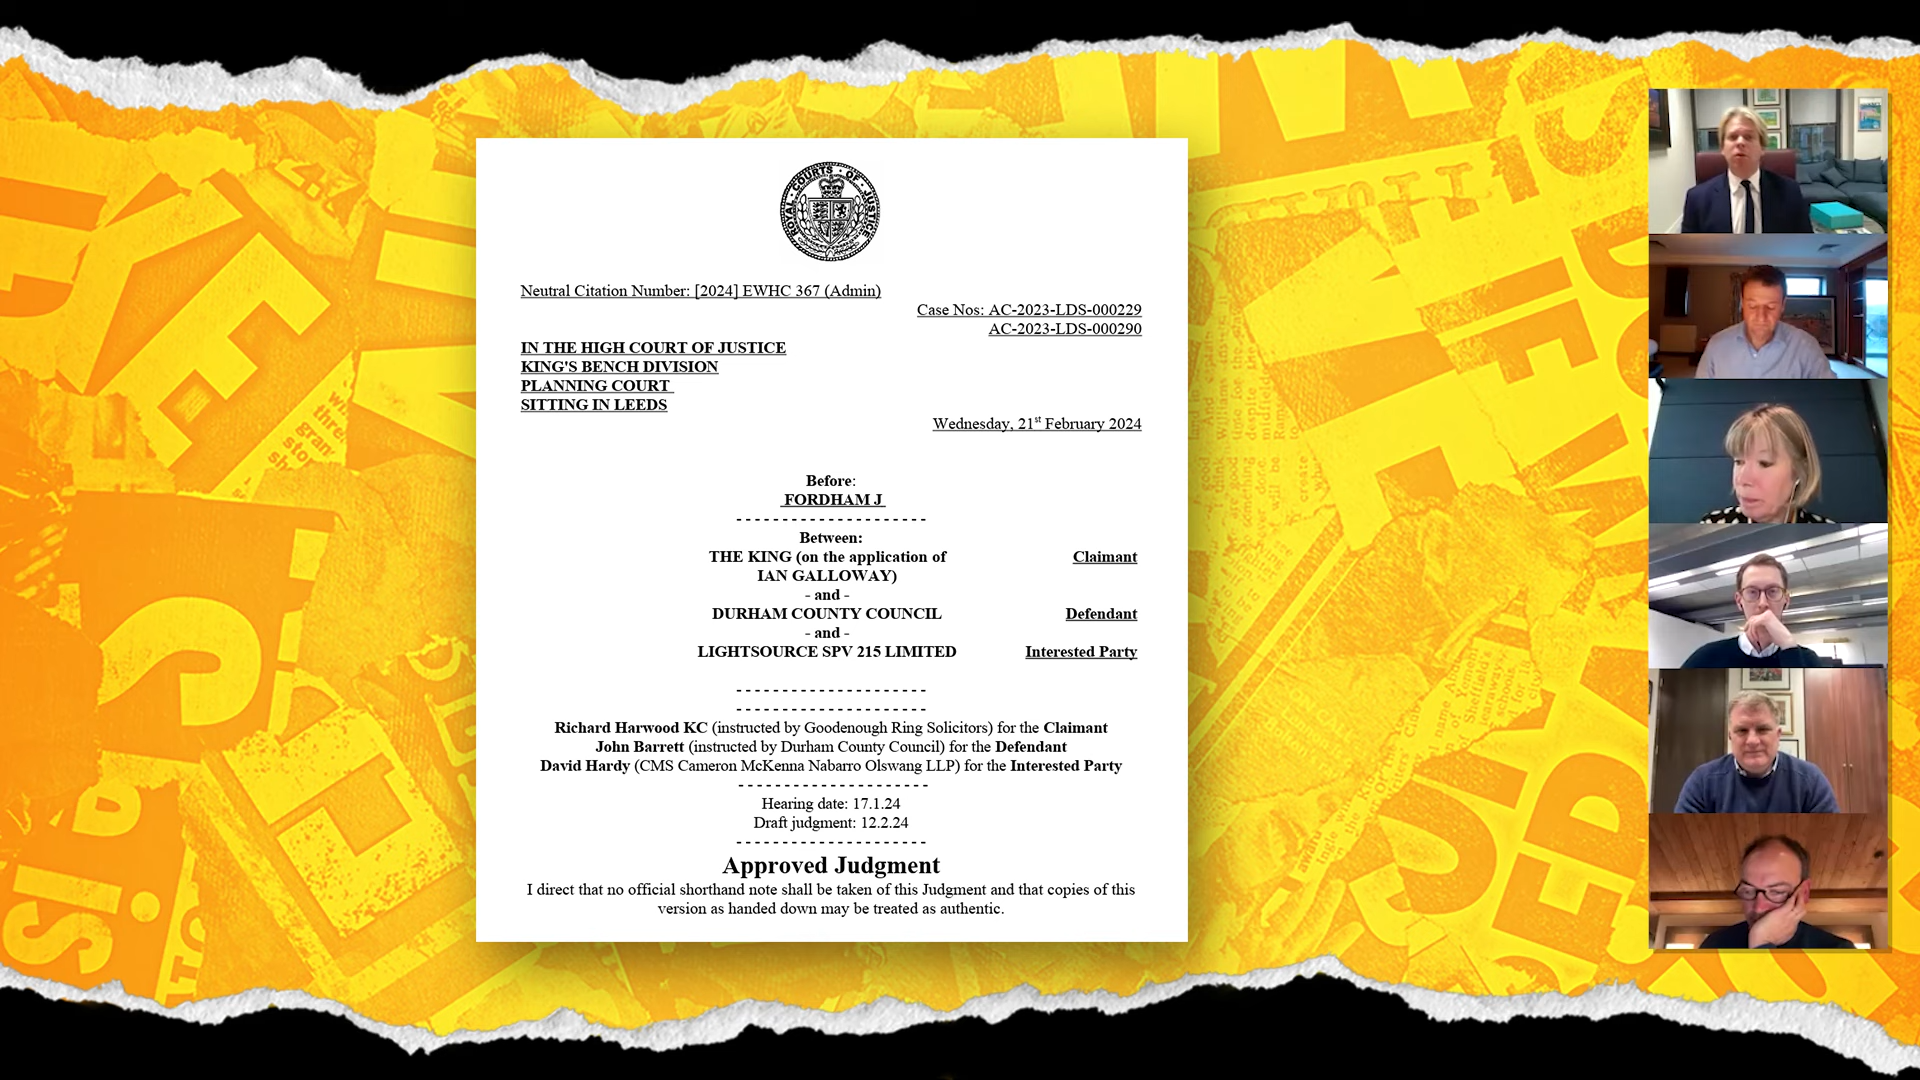 ROYAL · COURTS · OF · JUSTICE
Neutral Citation Number: [2024] EWHC 367 (Admin)
Case Nos: AC-2023-LDS-000229
AC-2023-LDS-000290
IN THE HIGH COURT OF JUSTICE
KING'S BENCH DIVISION
PLANNING COURT
SITTING IN LEEDS
Wednesday, 21st February 2024
Before:
FORDHAM J
- - - - - - - - - - - - - - - - - - - - -
Between:
THE KING (on the application of Claimant
IAN GALLOWAY)
- and -
DURHAM COUNTY COUNCIL Defendant
- and -
LIGHTSOURCE SPV 215 LIMITED Interested Party
- - - - - - - - - - - - - - - - - - - - -
- - - - - - - - - - - - - - - - - - - - -
Richard Harwood KC (instructed by Goodenough Ring Solicitors) for the Claimant
John Barrett (instructed by Durham County Council) for the Defendant
David Hardy (CMS Cameron McKenna Nabarro Olswang LLP) for the Interested Party
- - - - - - - - - - - - - - - - - - - - -
Hearing date: 17.1.24
Draft judgment: 12.2.24
- - - - - - - - - - - - - - - - - - - - -
Approved Judgment
I direct that no official shorthand note shall be taken of this Judgment and that copies of this
version as handed down may be treated as authentic.